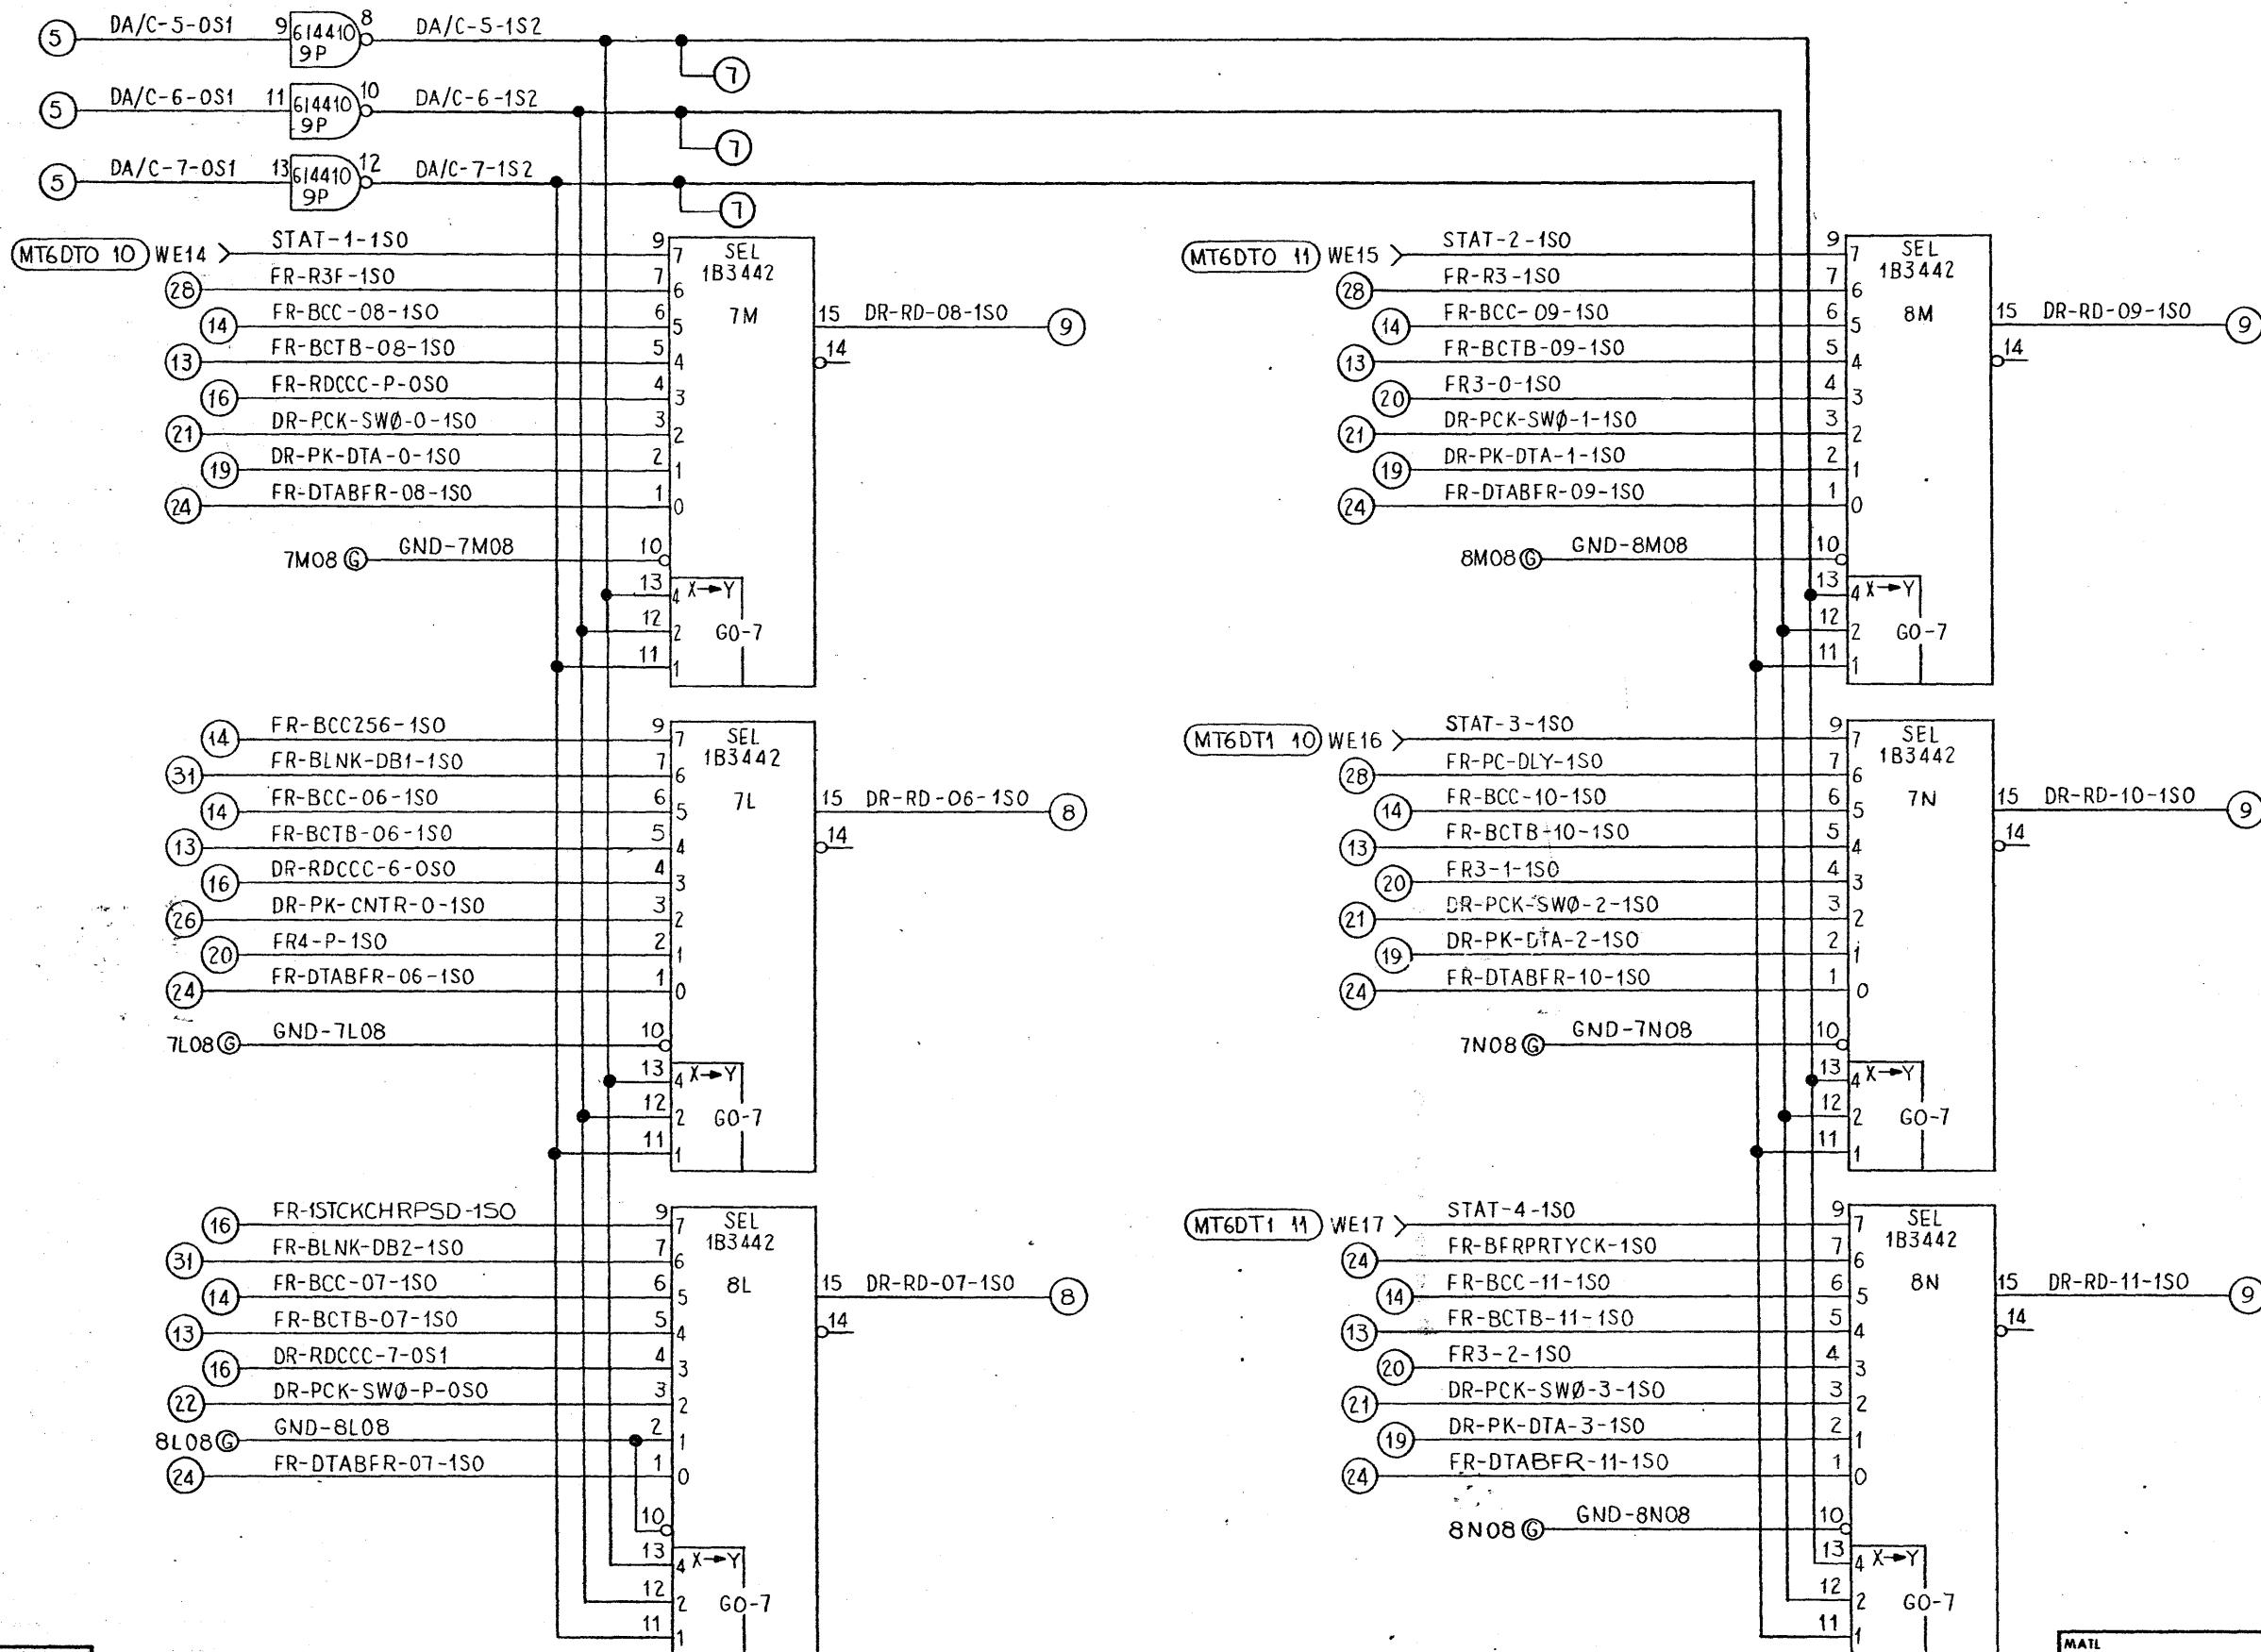 5 DA/C-5-0S1 9 614410 9P 8 DA/C-5-1S2
7
5 DA/C-6-0S1 11 614410 9P 10 DA/C-6-1S2
7
5 DA/C-7-0S1 13 614410 9P 12 DA/C-7-1S2
7
MT6DT0 10 WE14 STAT-1-1S0 9 7 SEL
28 FR-R3F-1S0 7 6 1B3442
14 FR-BCC-08-1S0 6 5 7M 15 DR-RD-08-1S0 9
13 FR-BCTB-08-1S0 5 4 14
16 FR-RDCCC-P-0S0 4 3
21 DR-PCK-SWØ-0-1S0 3 2
19 DR-PK-DTA-0-1S0 2 1
24 FR-DTABFR-08-1S0 1 0
7M08 G GND-7M08 10
13 4 X→Y
12 2 G0-7
11 1
14 FR-BCC256-1S0 9 7 SEL
31 FR-BLNK-DB1-1S0 7 6 1B3442
14 FR-BCC-06-1S0 6 5 7L 15 DR-RD-06-1S0 8
13 FR-BCTB-06-1S0 5 4 14
16 DR-RDCCC-6-0S0 4 3
26 DR-PK-CNTR-0-1S0 3 2
20 FR4-P-1S0 2 1
24 FR-DTABFR-06-1S0 1 0
7L08 G GND-7L08 10
13 4 X→Y
12 2 G0-7
11 1
16 FR-1STCKCHRPSD-1S0 9 7 SEL
31 FR-BLNK-DB2-1S0 7 6 1B3442
14 FR-BCC-07-1S0 6 5 8L 15 DR-RD-07-1S0 8
13 FR-BCTB-07-1S0 5 4 14
16 DR-RDCCC-7-0S1 4 3
22 DR-PCK-SWØ-P-0S0 3 2
8L08 G GND-8L08 2 1
24 FR-DTABFR-07-1S0 1 0
10
13 4 X→Y
12 2 G0-7
11 1
MT6DT0 11 WE15 STAT-2-1S0 9 7 SEL
28 FR-R3-1S0 7 6 1B3442
14 FR-BCC-09-1S0 6 5 8M 15 DR-RD-09-1S0 9
13 FR-BCTB-09-1S0 5 4 14
20 FR3-0-1S0 4 3
21 DR-PCK-SWØ-1-1S0 3 2
19 DR-PK-DTA-1-1S0 2 1
24 FR-DTABFR-09-1S0 1 0
8M08 G GND-8M08 10
13 4 X→Y
12 2 G0-7
11 1
MT6DT1 10 WE16 STAT-3-1S0 9 7 SEL
28 FR-PC-DLY-1S0 7 6 1B3442
14 FR-BCC-10-1S0 6 5 7N 15 DR-RD-10-1S0 9
13 FR-BCTB-10-1S0 5 4 14
20 FR3-1-1S0 4 3
21 DR-PCK-SWØ-2-1S0 3 2
19 DR-PK-DTA-2-1S0 2 1
24 FR-DTABFR-10-1S0 1 0
7N08 G GND-7N08 10
13 4 X→Y
12 2 G0-7
11 1
MT6DT1 11 WE17 STAT-4-1S0 9 7 SEL
24 FR-BFRPRTYCK-1S0 7 6 1B3442
14 FR-BCC-11-1S0 6 5 8N 15 DR-RD-11-1S0 9
13 FR-BCTB-11-1S0 5 4 14
20 FR3-2-1S0 4 3
21 DR-PCK-SWØ-3-1S0 3 2
19 DR-PK-DTA-3-1S0 2 1
24 FR-DTABFR-11-1S0 1 0
8N08 G GND-8N08 10
13 4 X→Y
12 2 G0-7
11 1
MATL